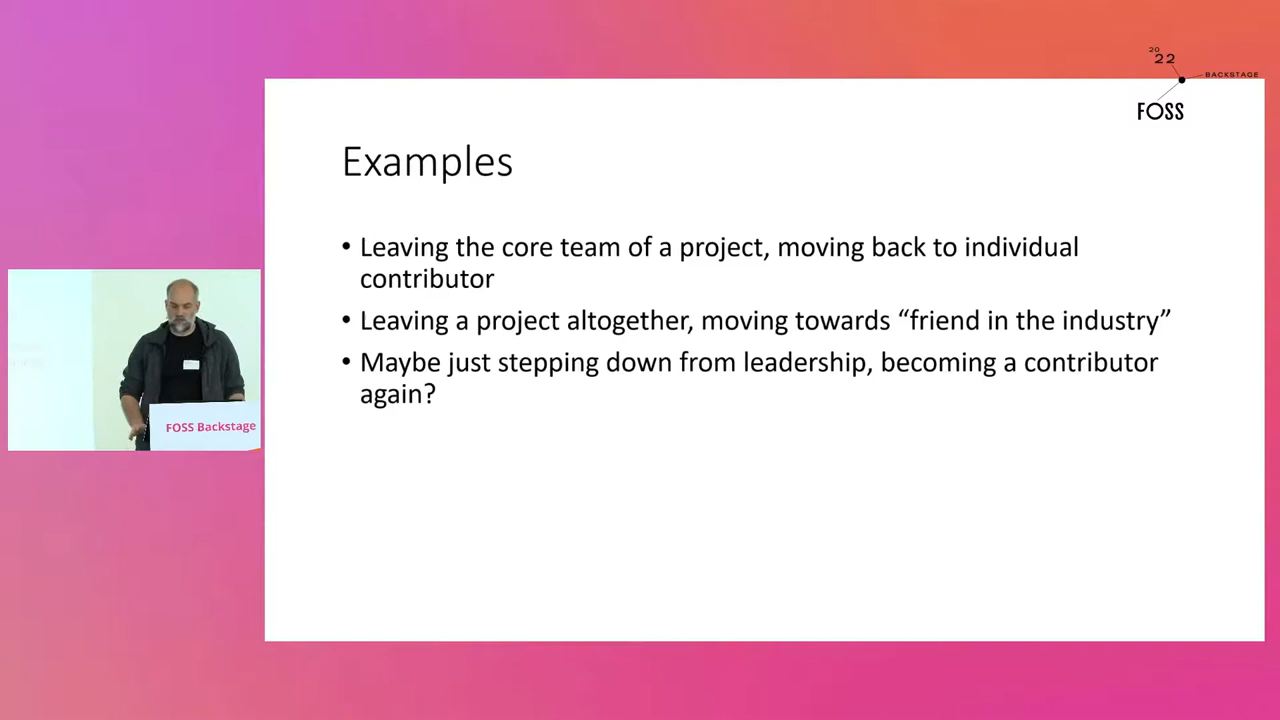 20
22
BACKSTAGE
FOSS
Examples
• Leaving the core team of a project, moving back to individual
contributor
• Leaving a project altogether, moving towards “friend in the industry”
• Maybe just stepping down from leadership, becoming a contributor
again?
FOSS Backstage